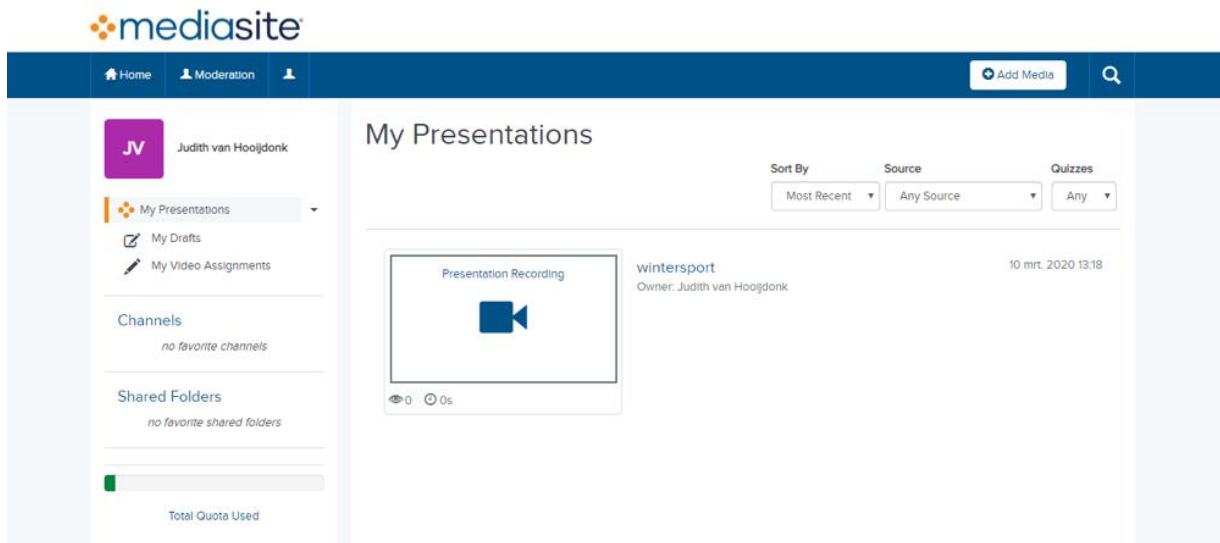 mediasite
Home Moderation Add Media
JV Judith van Hooijdonk
My Presentations
My Drafts
My Video Assignments
Channels
no favorite channels
Shared Folders
no favorite shared folders
Total Quota Used
My Presentations
Sort By Source Quizzes
Most Recent Any Source Any
Presentation Recording
0 0s
wintersport 10 mrt. 2020 13:18
Owner: Judith van Hooijdonk